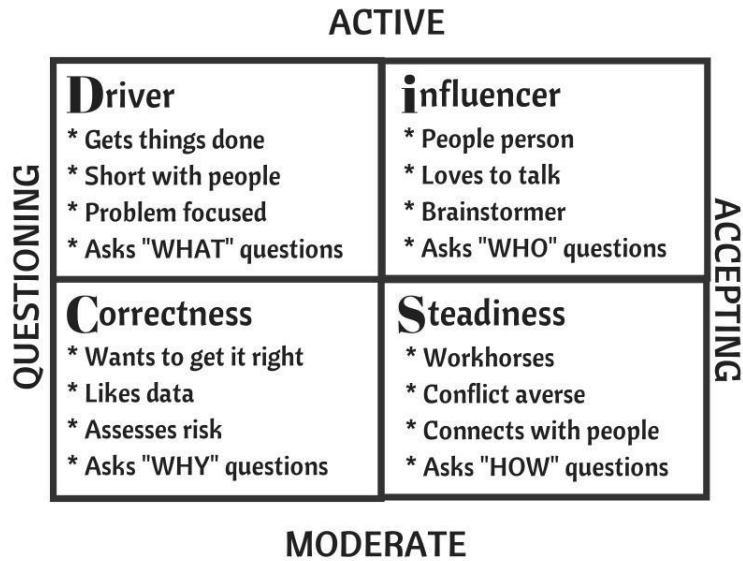 ACTIVE
Driver
* Gets things done
* Short with people
* Problem focused
* Asks "WHAT" questions
influencer
* People person
* Loves to talk
* Brainstormer
* Asks "WHO" questions
QUESTIONING
ACCEPTING
Correctness
* Wants to get it right
* Likes data
* Assesses risk
* Asks "WHY" questions
Steadiness
* Workhorses
* Conflict averse
* Connects with people
* Asks "HOW" questions
MODERATE